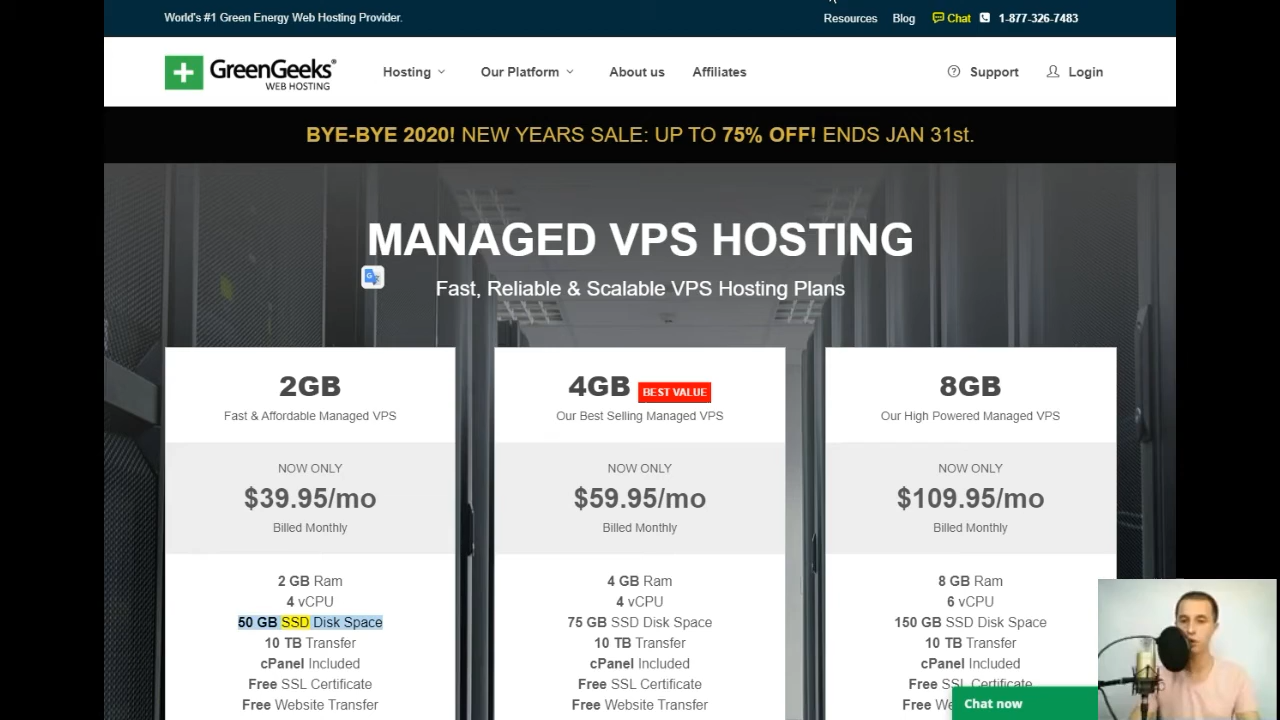 World's #1 Green Energy Web Hosting Provider.
Resources Blog Chat 1-877-326-7483
GreenGeeks®
WEB HOSTING
Hosting Our Platform About us Affiliates Support Login
BYE-BYE 2020! NEW YEARS SALE: UP TO 75% OFF! ENDS JAN 31st.
MANAGED VPS HOSTING
Fast, Reliable & Scalable VPS Hosting Plans
2GB
Fast & Affordable Managed VPS
NOW ONLY
$39.95/mo
Billed Monthly
2 GB Ram
4 vCPU
50 GB SSD Disk Space
10 TB Transfer
cPanel Included
Free SSL Certificate
Free Website Transfer
4GB BEST VALUE
Our Best Selling Managed VPS
NOW ONLY
$59.95/mo
Billed Monthly
4 GB Ram
4 vCPU
75 GB SSD Disk Space
10 TB Transfer
cPanel Included
Free SSL Certificate
Free Website Transfer
8GB
Our High Powered Managed VPS
NOW ONLY
$109.95/mo
Billed Monthly
8 GB Ram
6 vCPU
150 GB SSD Disk Space
10 TB Transfer
cPanel Included
Free SSL Certificate
Free
Chat now